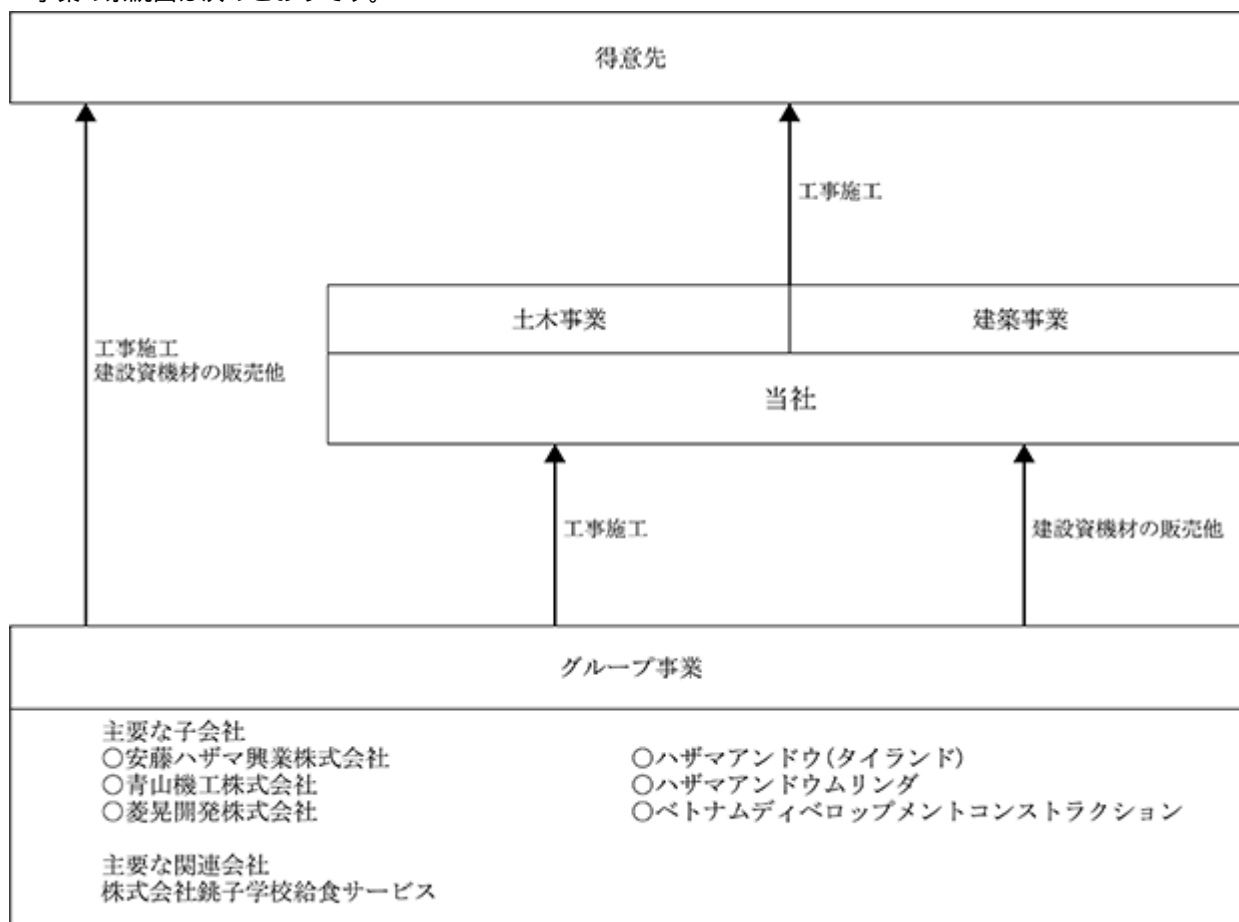 得意先
工事施工
土木事業
建築事業
工事施工
建設資機材の販売他
当社
工事施工
建設資機材の販売他
グループ事業
主要な子会社
○安藤ハザマ興業株式会社
○ハザマアンドウ(タイランド)
○青山機工株式会社
○ハザマアンドウムリンダ
○菱晃開発株式会社
○ベトナムディベロップメントコンストラクション
主要な関連会社
株式会社銚子学校給食サービス